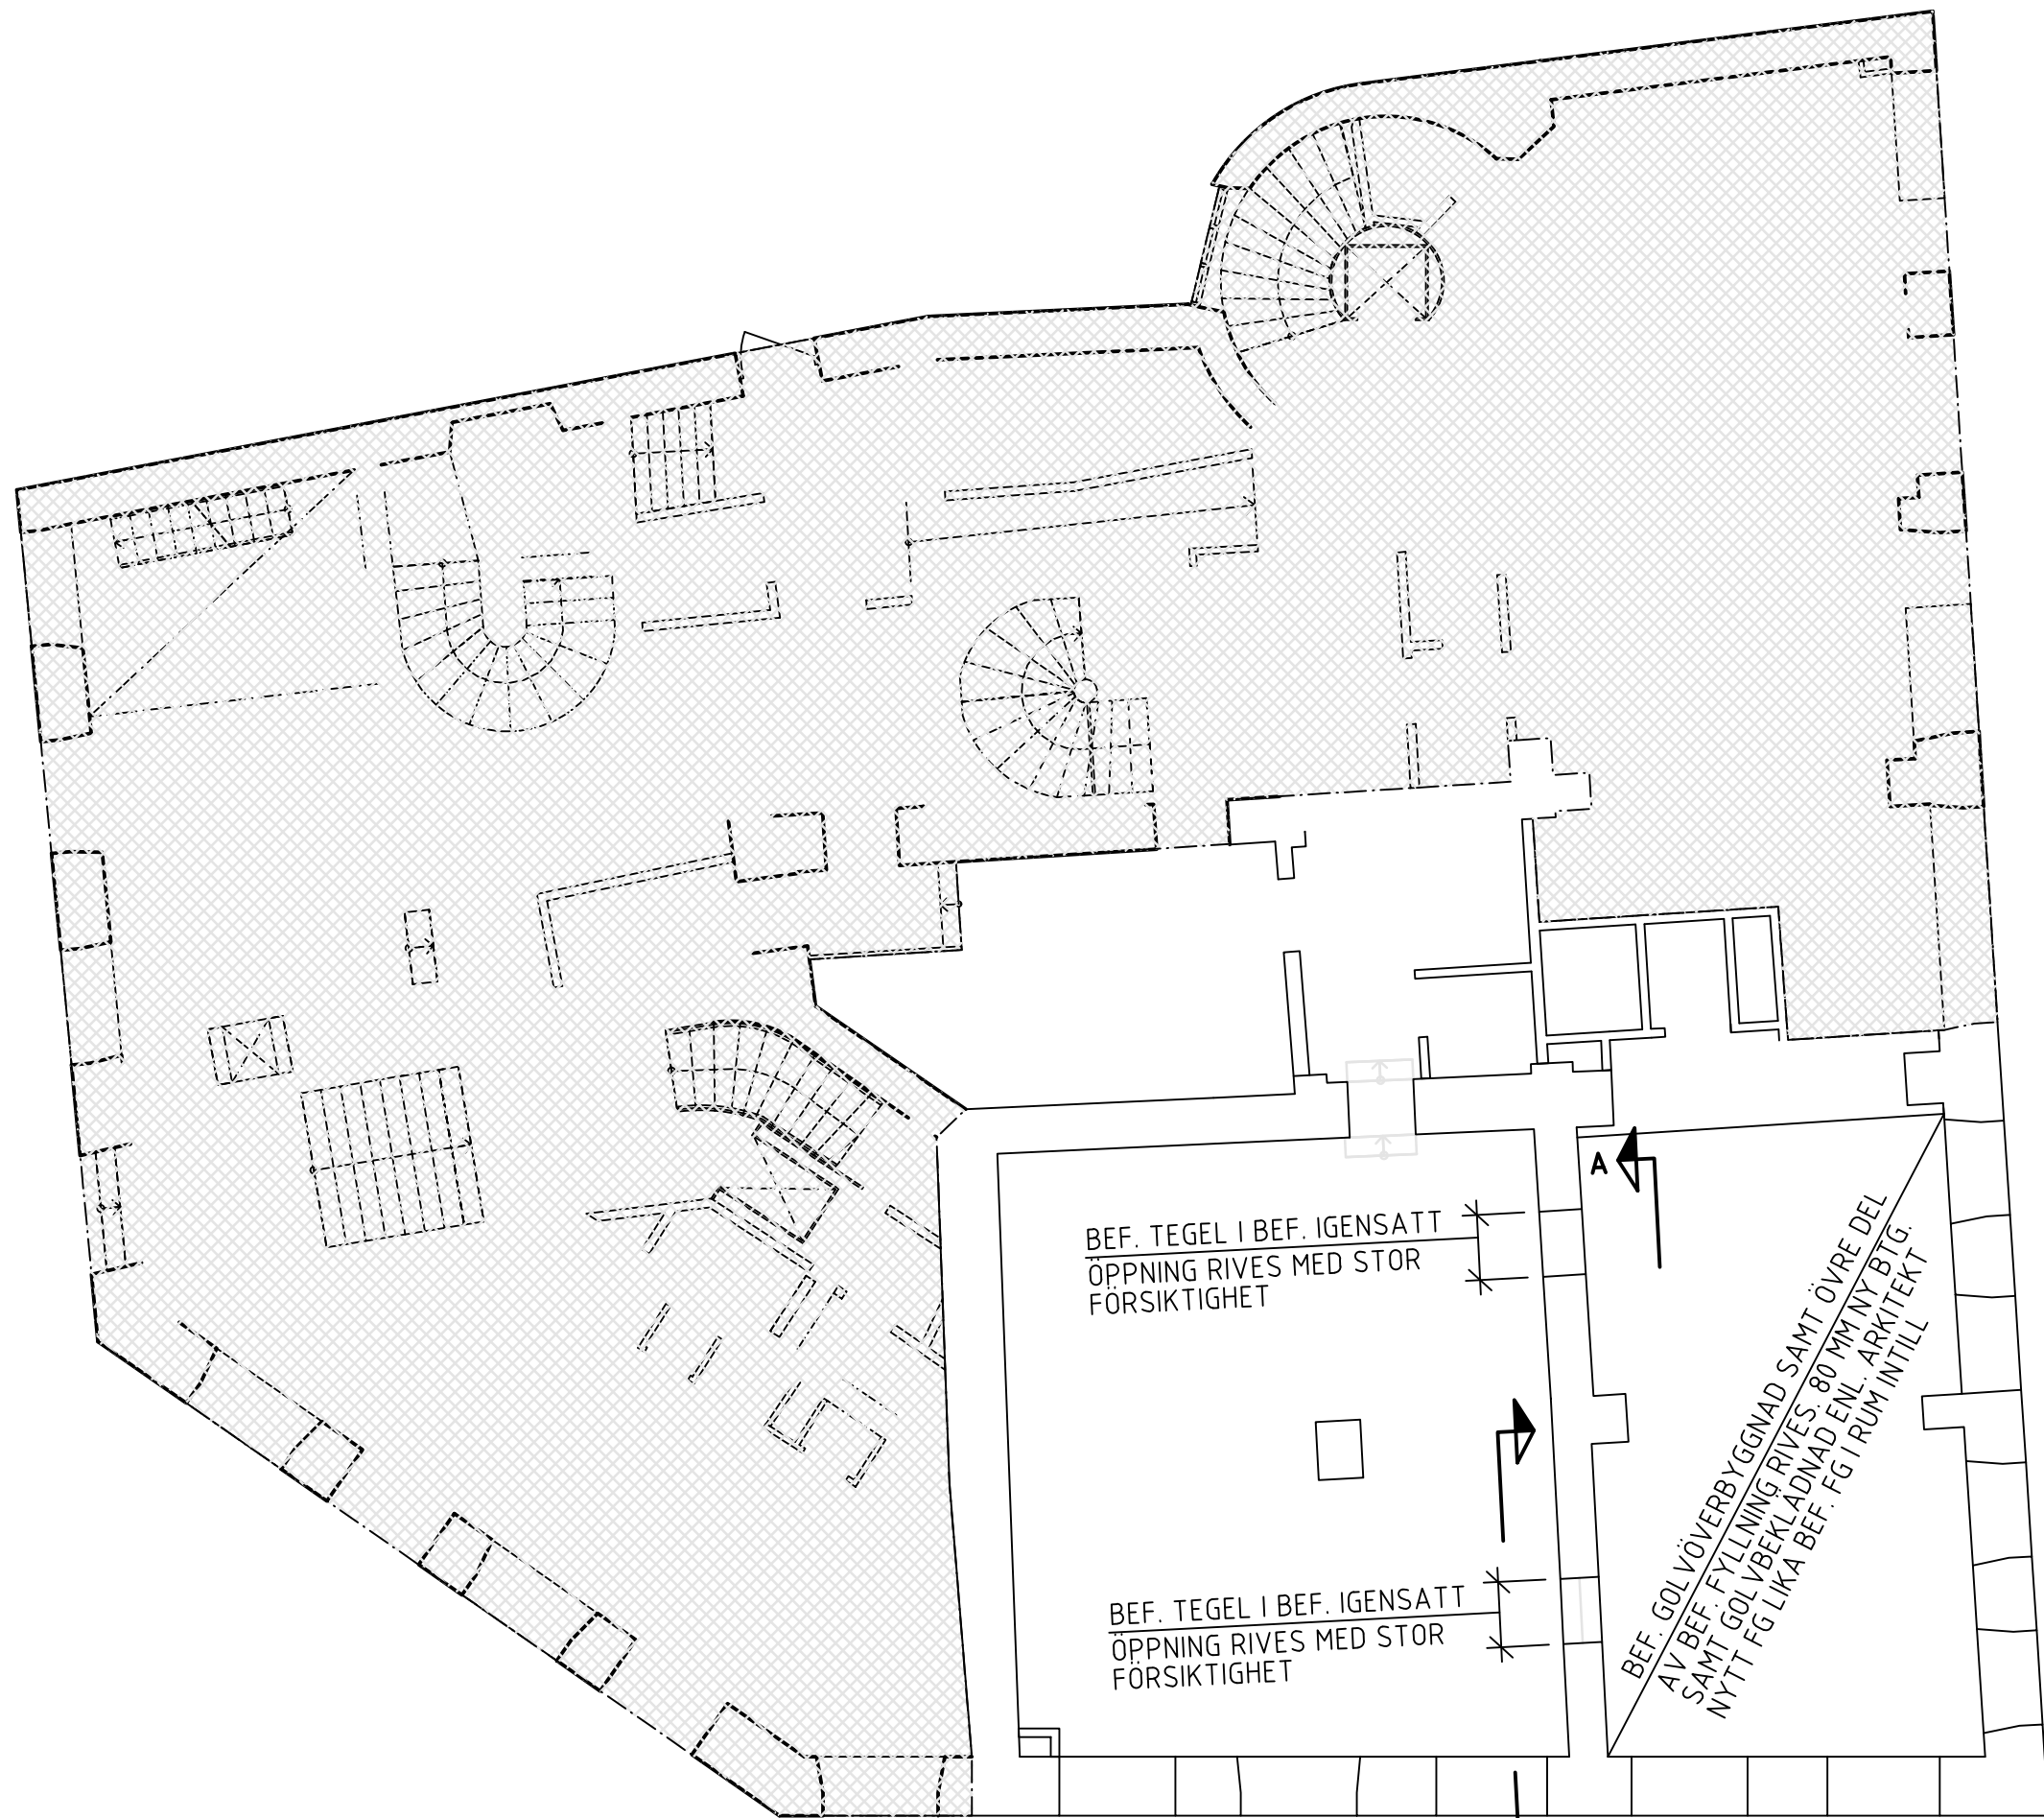 A
BEF. TEGEL I BEF. IGENSATT
ÖPPNING RIVES MED STOR
FÖRSIKTIGHET
BEF. GOLVÖVERBYGGNAD SAMT ÖVRE DEL
AV BEF. FYLLNING RIVES. 80 MM NY BTG.
SAMT GOLVBEKLÄDNAD ENL. ARKITEKT
NYTT FG LIKA BEF. FG I RUM INTILL
BEF. TEGEL I BEF. IGENSATT
ÖPPNING RIVES MED STOR
FÖRSIKTIGHET